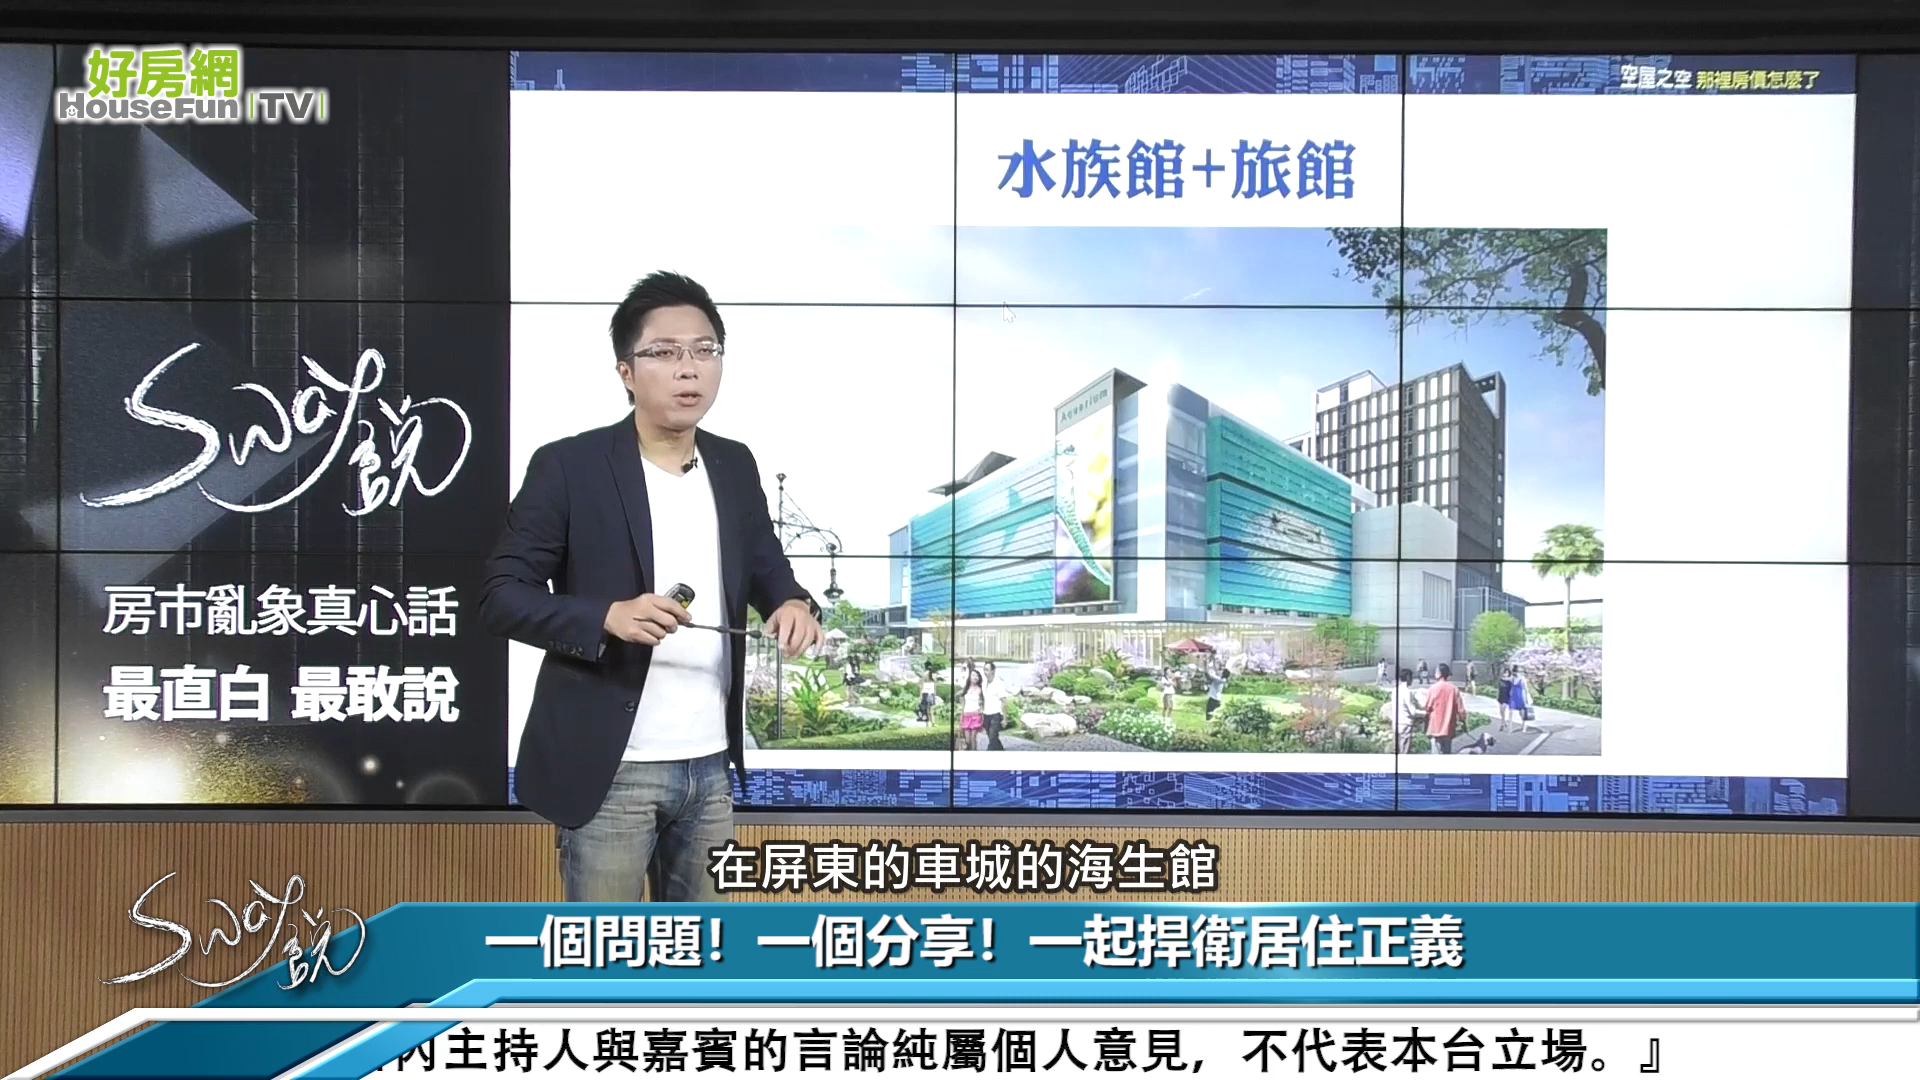 好房網
HouseFun TV
空屋之空 那裡房價怎麼了
水族館+旅館
Aquarium
Sway說
房市亂象真心話
最直白 最敢說
在屏東的車城的海生館
Sway說
一個問題！一個分享！一起捍衛居住正義
內主持人與嘉賓的言論純屬個人意見，不代表本台立場。』